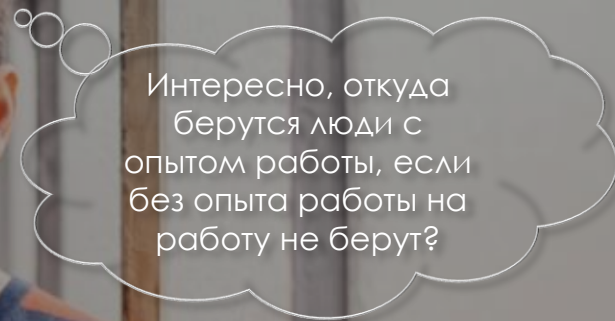 Интересно, откуда
берутся люди с
опытом работы, если
без опыта работы на
работу не берут?